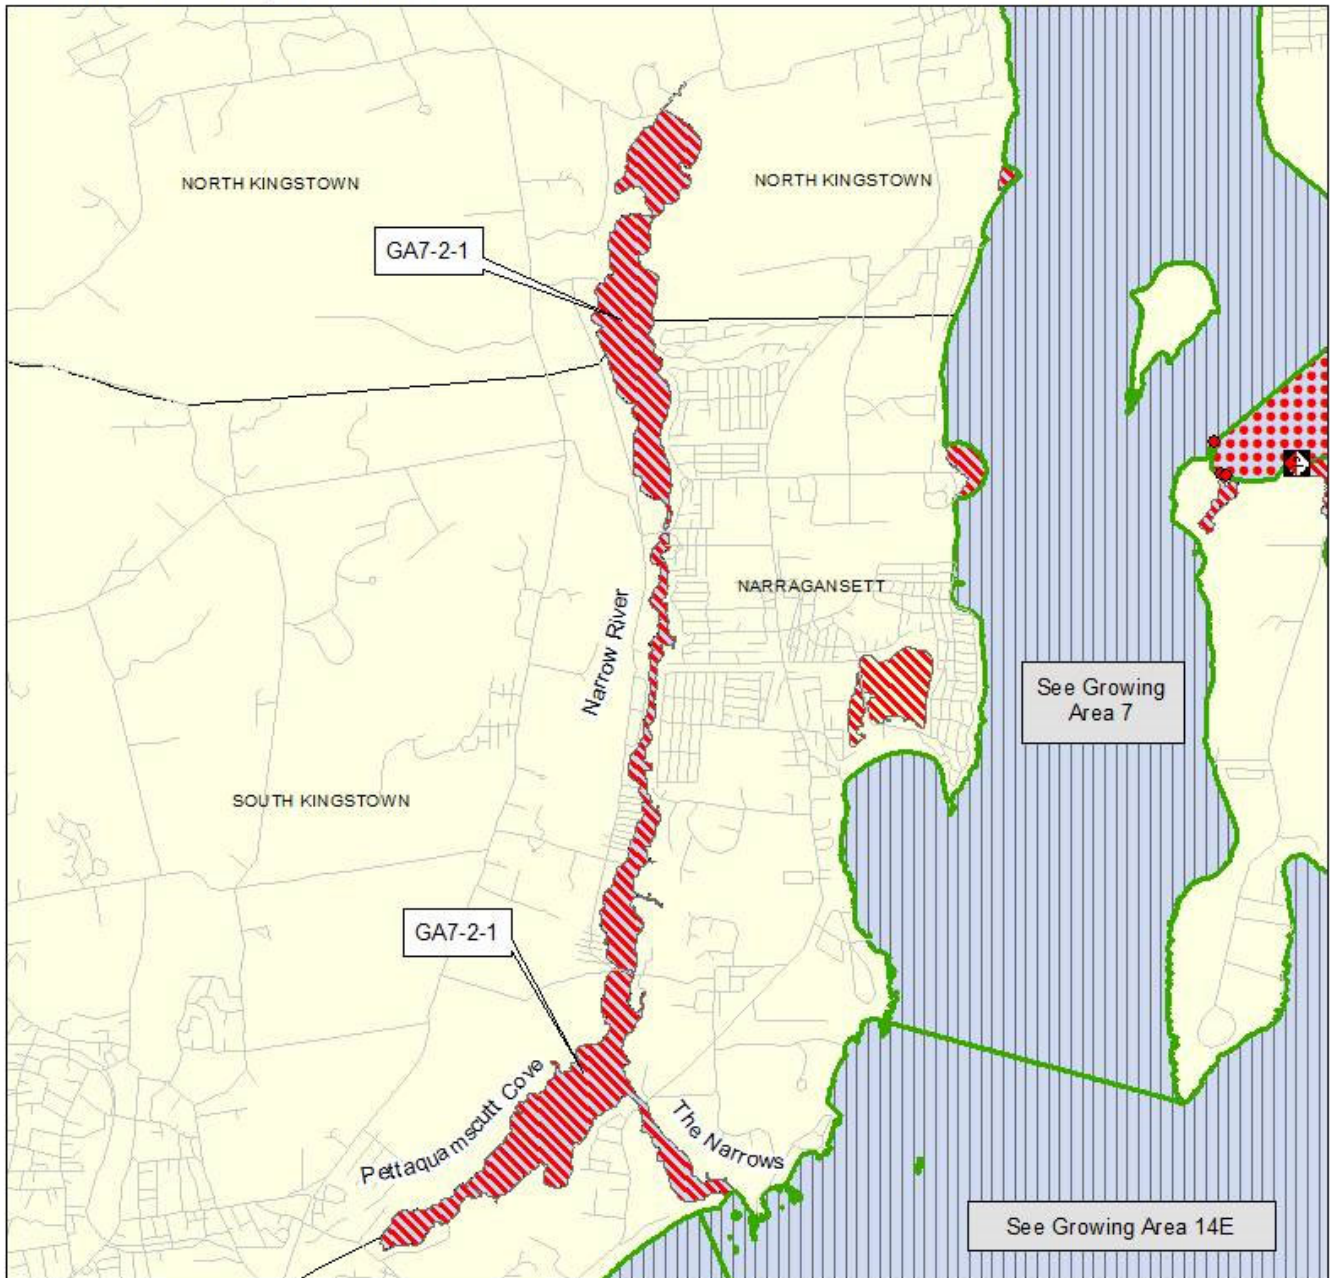 NORTH KINGSTOWN
NORTH KINGSTOWN
GA7-2-1
NARRAGANSETT
Narrow River
See Growing
Area 7
SOUTH KINGSTOWN
GA7-2-1
Pettaquamscutt Cove
The Narrows
See Growing Area 14E